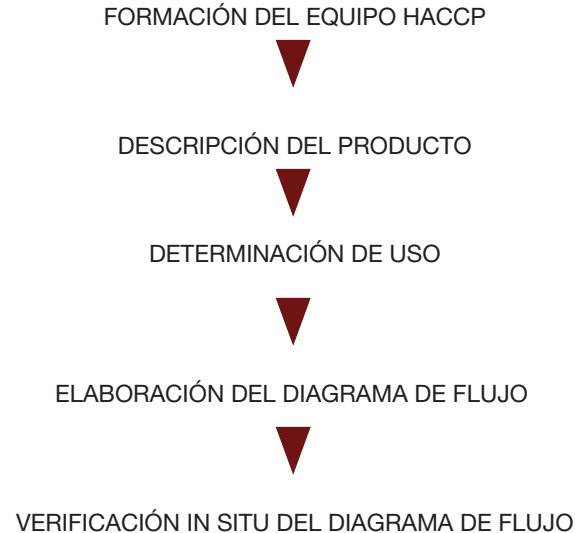 FORMACIÓN DEL EQUIPO HACCP
DESCRIPCIÓN DEL PRODUCTO
DETERMINACIÓN DE USO
ELABORACIÓN DEL DIAGRAMA DE FLUJO
VERIFICACIÓN IN SITU DEL DIAGRAMA DE FLUJO